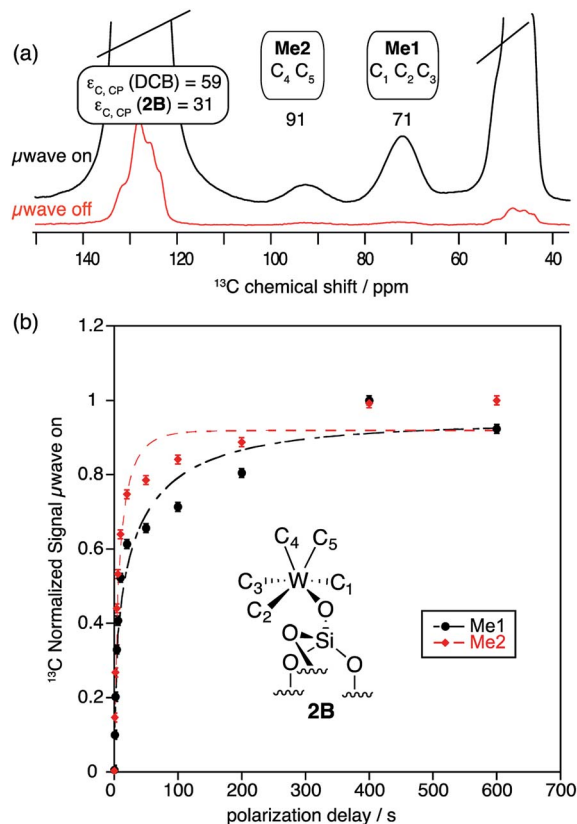 (a)
Me2
C4 C5
Me1
C1 C2 C3
εC, CP (DCB) = 59
εC, CP (2B) = 31
91
71
μwave on
μwave off
140
120
100
80
60
40
13C chemical shift / ppm
(b)
1.2
1
0.8
0.6
0.4
0.2
0
13C Normalized Signal μwave on
C4
C5
C3
W
C1
C2
O
O
Si
O
O
2B
Me1
Me2
0
100
200
300
400
500
600
700
polarization delay / s